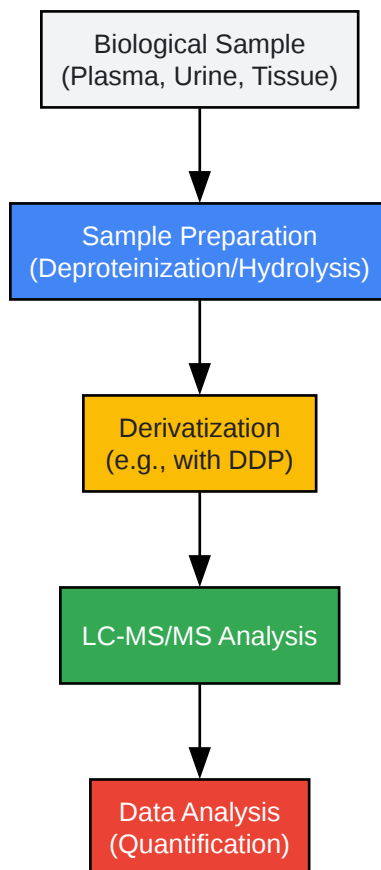 Biological Sample
(Plasma, Urine, Tissue)
Sample Preparation
(Deproteinization/Hydrolysis)
Derivatization
(e.g., with DDP)
LC-MS/MS Analysis
Data Analysis
(Quantification)